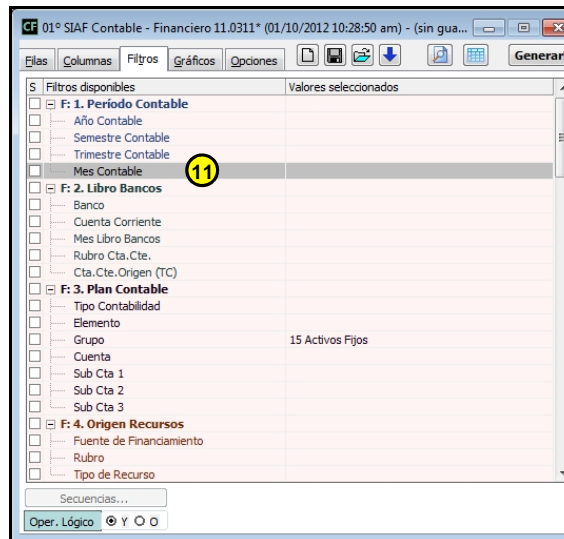 CF 01º SIAF Contable - Financiero 11.0311* (01/10/2012 10:28:50 am) - (sin gua...
Filas Columnas Filtros Gráficos Opciones Generar
S Filtros disponibles Valores seleccionados
F: 1. Período Contable
Año Contable
Semestre Contable
Trimestre Contable
Mes Contable 11
F: 2. Libro Bancos
Banco
Cuenta Corriente
Mes Libro Bancos
Rubro Cta.Cte.
Cta.Cte.Origen (TC)
F: 3. Plan Contable
Tipo Contabilidad
Elemento
Grupo 15 Activos Fijos
Cuenta
Sub Cta 1
Sub Cta 2
Sub Cta 3
F: 4. Origen Recursos
Fuente de Financiamiento
Rubro
Tipo de Recurso
Secuencias...
Oper. Lógico Y O